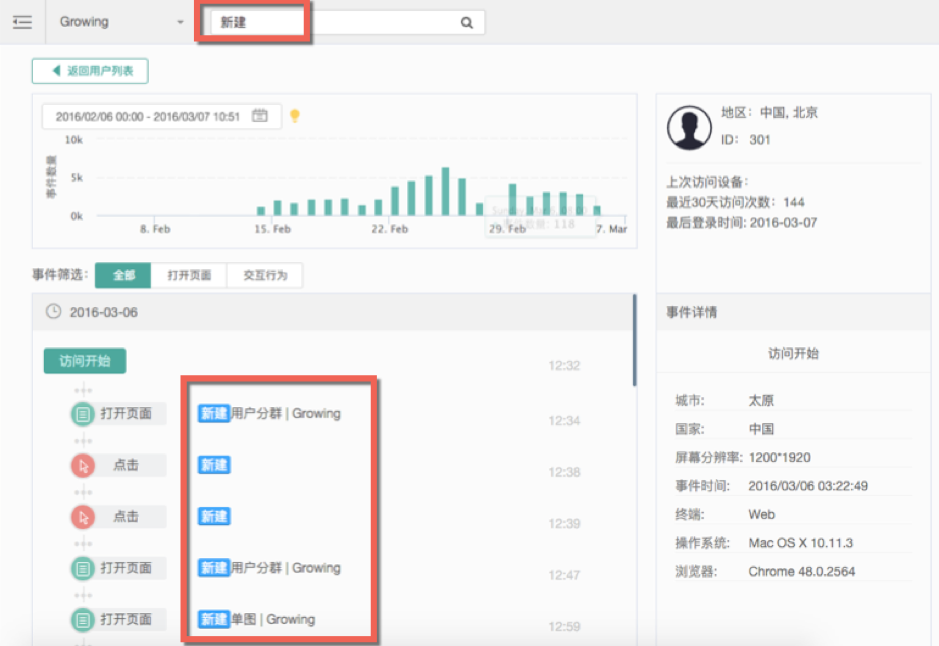 Growing
新建
返回用户列表
2016/02/06 00:00 - 2016/03/07 10:51
事件数量
10k
5k
0k
8. Feb
15. Feb
22. Feb
29. Feb
7. Mar
事件数量: 118
地区: 中国, 北京
ID: 301
上次访问设备:
最近30天访问次数: 144
最后登录时间: 2016-03-07
事件筛选:
全部
打开页面
交互行为
2016-03-06
访问开始
12:32
打开页面
新建用户分群 | Growing
12:34
点击
新建
12:38
点击
新建
12:39
打开页面
新建用户分群 | Growing
12:47
打开页面
新建单图 | Growing
12:59
事件详情
访问开始
城市: 太原
国家: 中国
屏幕分辨率: 1200*1920
事件时间: 2016/03/06 03:22:49
终端: Web
操作系统: Mac OS X 10.11.3
浏览器: Chrome 48.0.2564